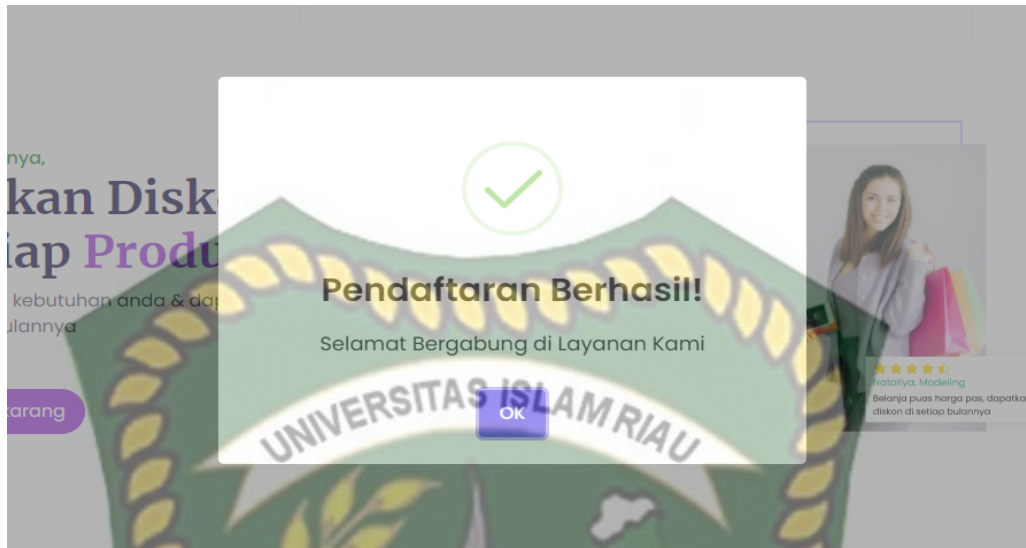 nya,
kan Disk
iap Produ
kebutuhan anda & dap
ulannya
karang
Pendaftaran Berhasil!
Selamat Bergabung di Layanan Kami
OK
UNIVERSITAS ISLAM RIAU
Nataliya, Modeling
Belanja puas harga pas, dapatka
diskon di setiap bulannya